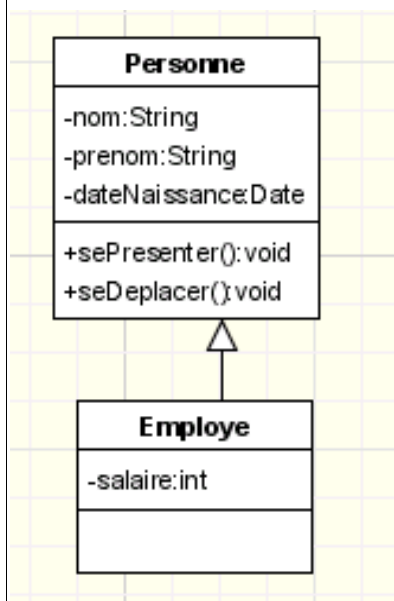 Personne
-nom:String
-prenom:String
-dateNaissance:Date
+sePresenter():void
+seDeplacer():void
Employe
-salaire:int